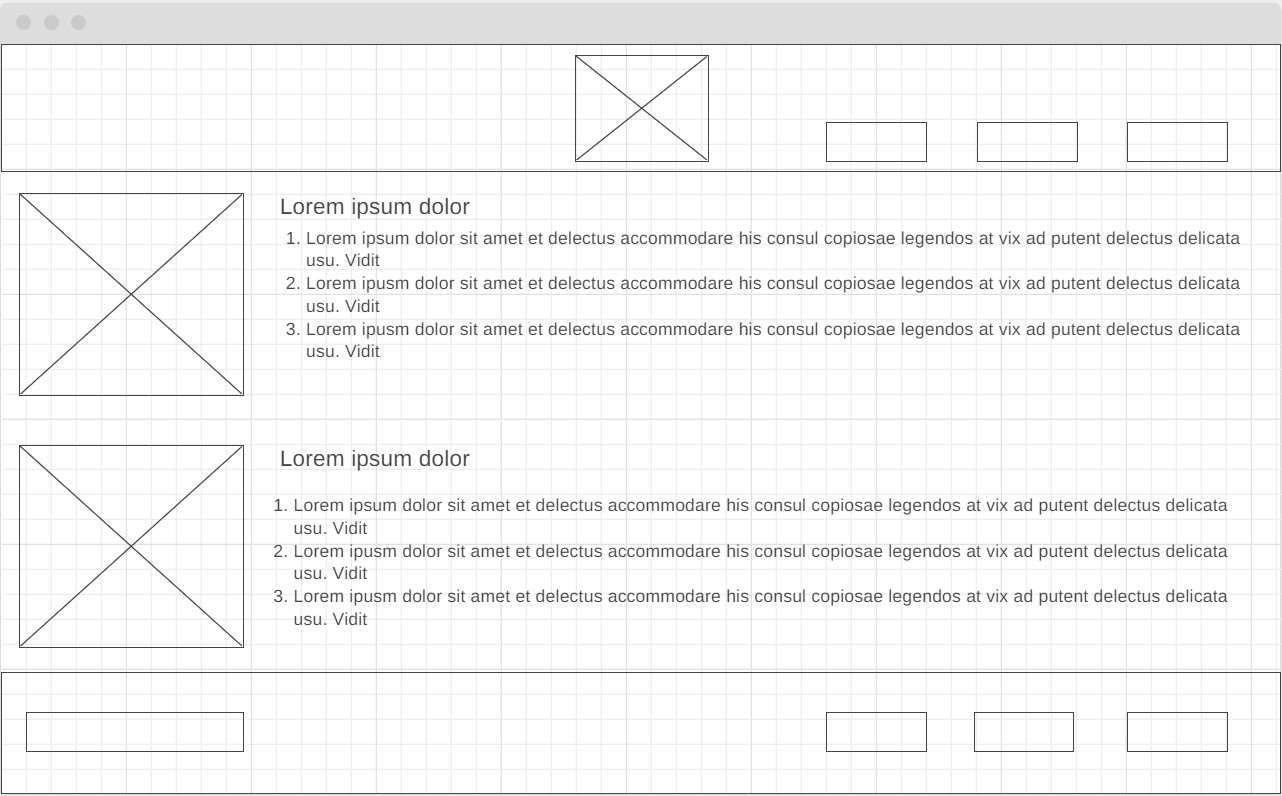 Lorem ipsum dolor
1. Lorem ipsum dolor sit amet et delectus accommodare his consul copiosae legendos at vix ad putent delectus delicata
usu. Vidit
2. Lorem ipusm dolor sit amet et delectus accommodare his consul copiosae legendos at vix ad putent delectus delicata
usu. Vidit
3. Lorem ipusm dolor sit amet et delectus accommodare his consul copiosae legendos at vix ad putent delectus delicata
usu. Vidit
Lorem ipsum dolor
1. Lorem ipsum dolor sit amet et delectus accommodare his consul copiosae legendos at vix ad putent delectus delicata
usu. Vidit
2. Lorem ipusm dolor sit amet et delectus accommodare his consul copiosae legendos at vix ad putent delectus delicata
usu. Vidit
3. Lorem ipusm dolor sit amet et delectus accommodare his consul copiosae legendos at vix ad putent delectus delicata
usu. Vidit